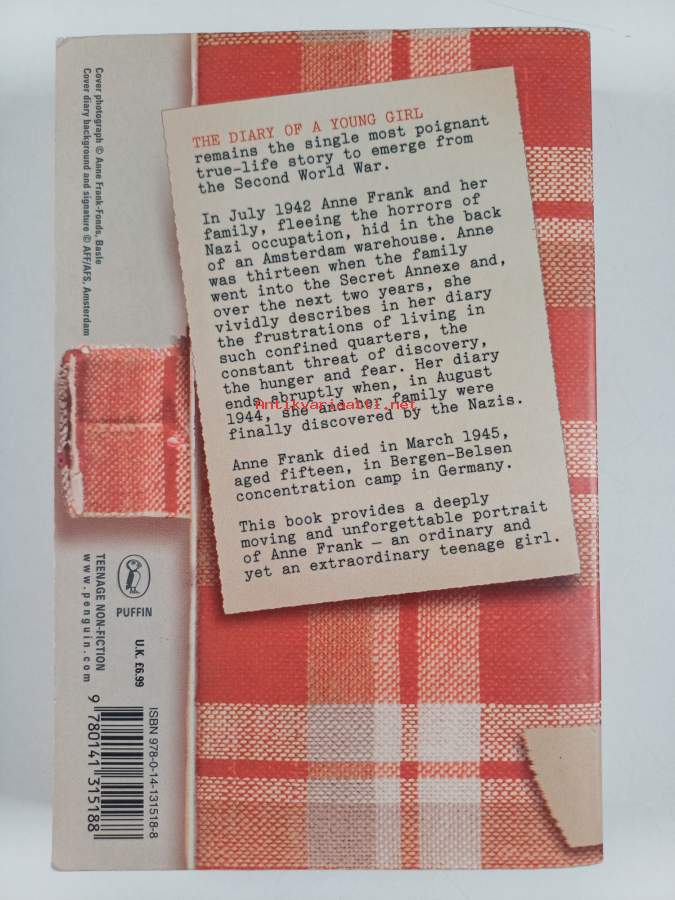 THE DIARY OF A YOUNG GIRL
remains the single most poignant
true-life story to emerge from
the Second World War.
In July 1942 Anne Frank and her
family, fleeing the horrors of
Nazi occupation, hid in the back
of an Amsterdam warehouse. Anne
was thirteen when the family
went into the Secret Annexe and,
over the next two years, she
vividly describes in her diary
the frustrations of living in
such confined quarters, the
constant threat of discovery,
the hunger and fear. Her diary
ends abruptly when, in August
1944, she and her family were
finally discovered by the Nazis.
Anne Frank died in March 1945,
aged fifteen, in Bergen-Belsen
concentration camp in Germany.
This book provides a deeply
moving and unforgettable portrait
of Anne Frank – an ordinary and
yet an extraordinary teenage girl.
Antikvariaatti.net
Cover photograph © Anne Frank-Fonds, Basle
Cover diary background and signature © AFF/AFS, Amsterdam
PUFFIN
TEENAGE NON-FICTION
www.penguin.com
U.K. £6.99
ISBN 978-0-14-131518-8
9 780141 315188